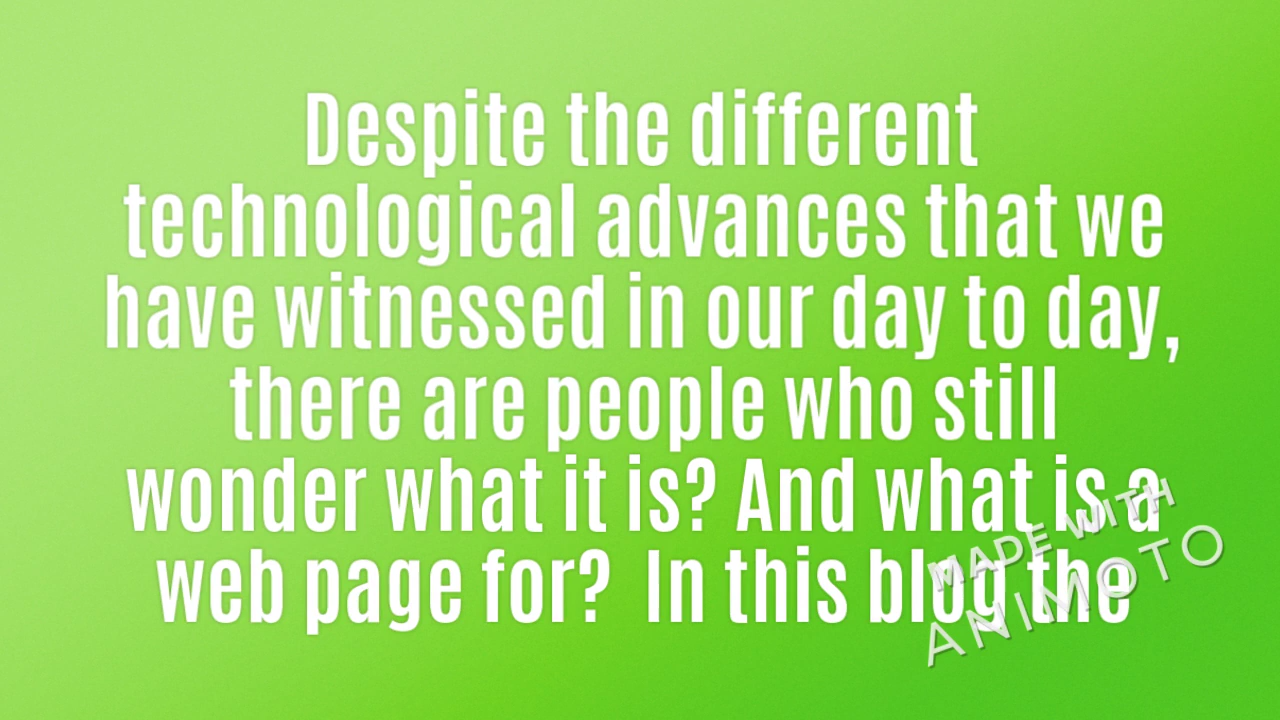 Despite the different
technological advances that we
have witnessed in our day to day,
there are people who still
wonder what it is? And what is a
web page for?  In this blog the
MADE WITH
ANIMOTO